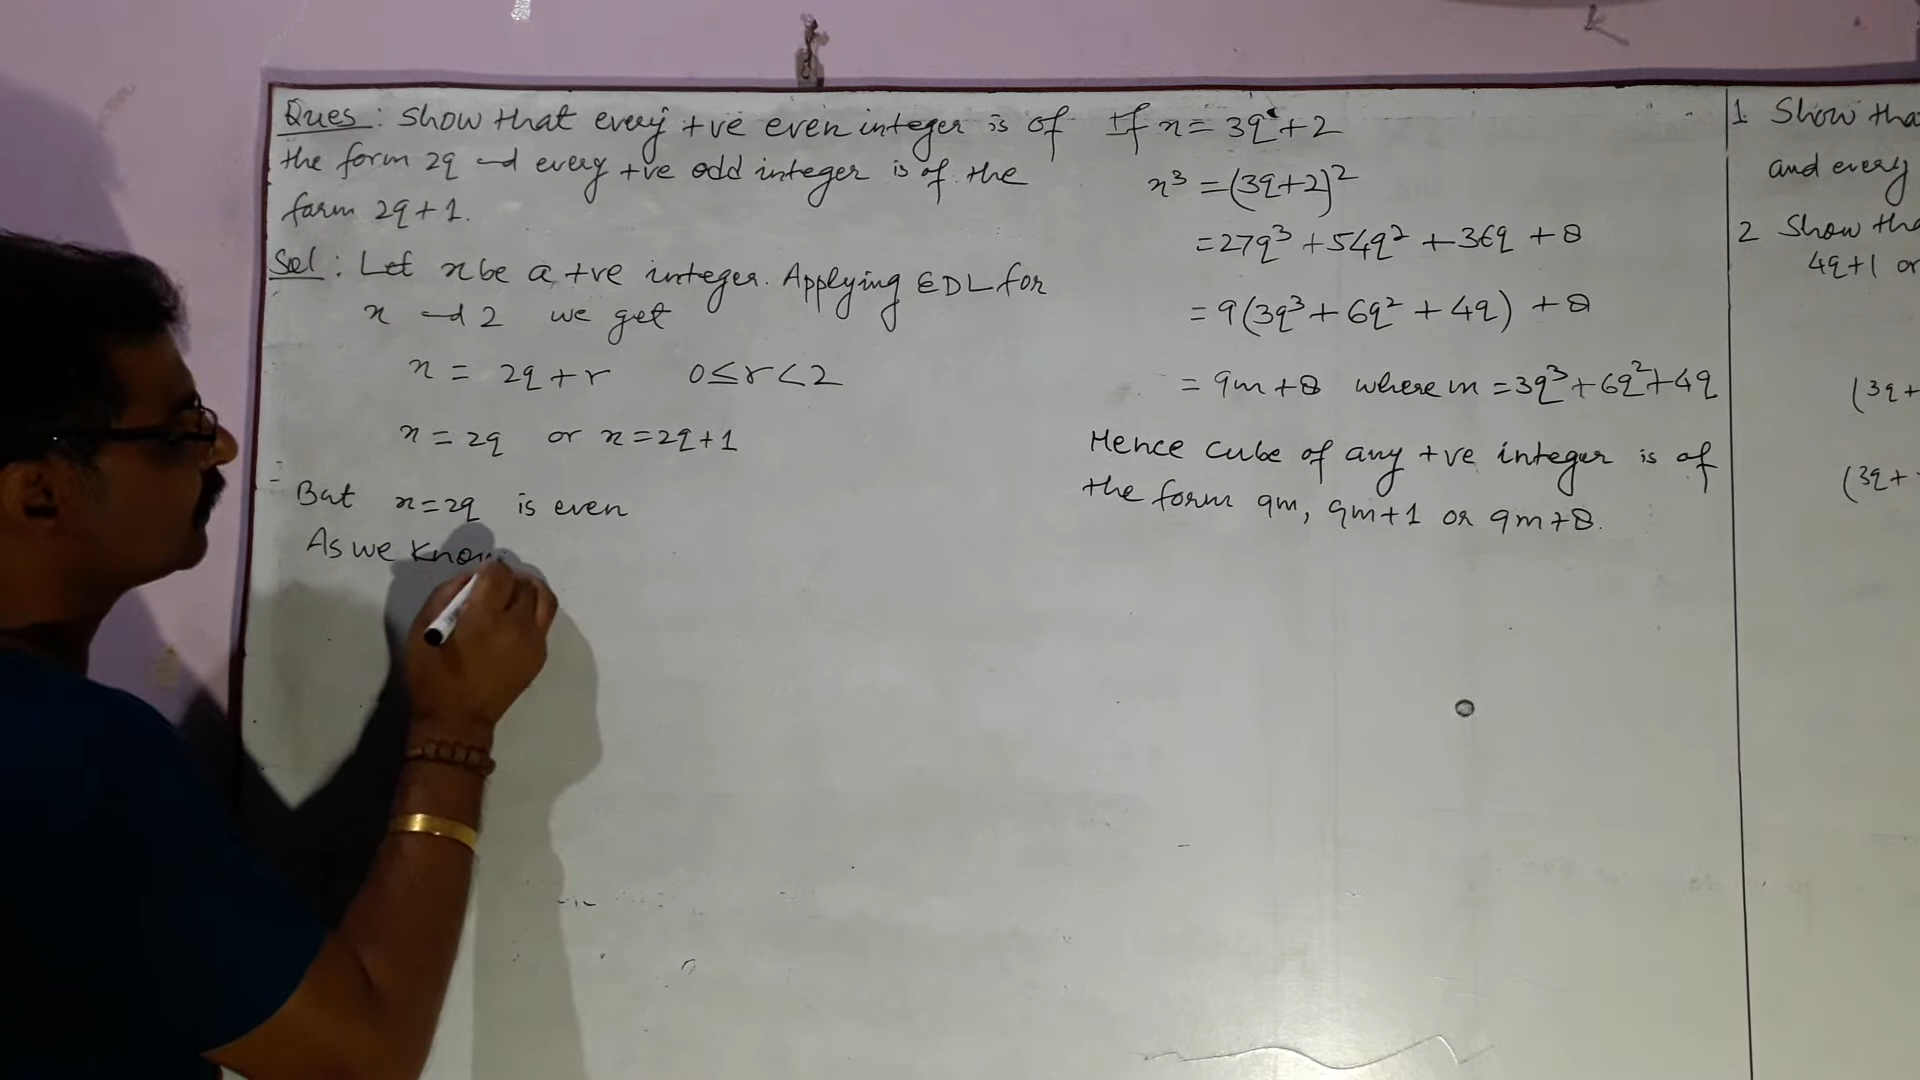 Ques : Show that every +ve even integer is of
the form 2q and every +ve odd integer is of the
form 2q+1.
Sol : Let x be a +ve integer. Applying EDL for
x and 2 we get
x = 2q+r 0≤r<2
x = 2q or x=2q+1
But x=2q is even
As we know
If x = 3q+2
x³ = (3q+2)²
=27q³+54q²+36q+8
= 9(3q³+6q²+4q)+8
= 9m+8 where m=3q³+6q²+4q
Hence cube of any +ve integer is of
the form 9m, 9m+1 or 9m+8.
1 Show tha
and every
2 Show tha
4q+1 or
(3q+
(3q+